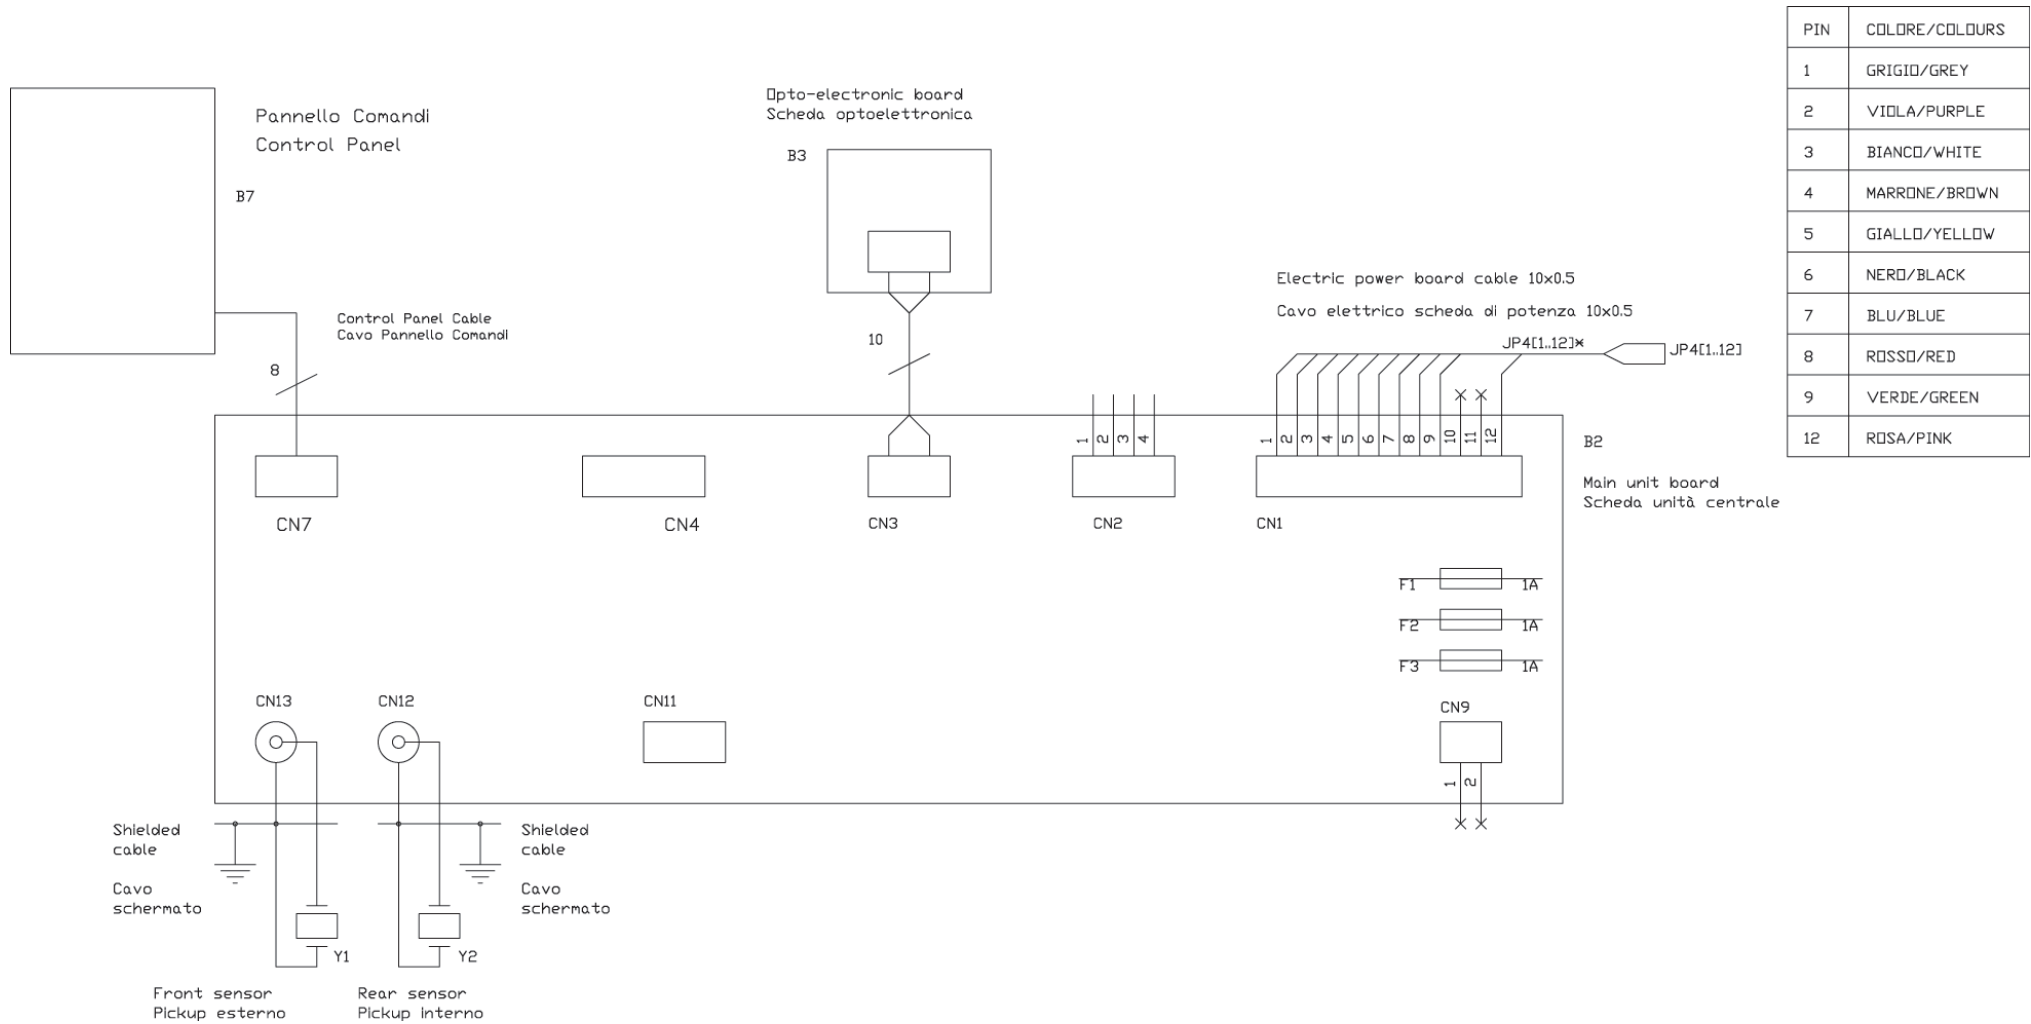 Pannello Comandi
Control Panel
B7
Control Panel Cable
Cavo Pannello Comandi
8
Opto-electronic board
Scheda optoelettronica
B3
10
Electric power board cable 10x0.5
Cavo elettrico scheda di potenza 10x0.5
JP4[1..12]*
JP4[1..12]
PIN COLORE/COLOURS
1 GRIGIO/GREY
2 VIOLA/PURPLE
3 BIANCO/WHITE
4 MARRONE/BROWN
5 GIALLO/YELLOW
6 NERO/BLACK
7 BLU/BLUE
8 ROSSO/RED
9 VERDE/GREEN
12 ROSA/PINK
1 2 3 4
1 2 3 4 5 6 7 8 9 10 11 12
B2
Main unit board
Scheda unità centrale
CN7
CN4
CN3
CN2
CN1
F1 1A
F2 1A
F3 1A
CN13
CN12
CN11
CN9
1 2
Shielded
cable
Cavo
schermato
Shielded
cable
Cavo
schermato
Y1
Y2
Front sensor
Pickup esterno
Rear sensor
Pickup interno